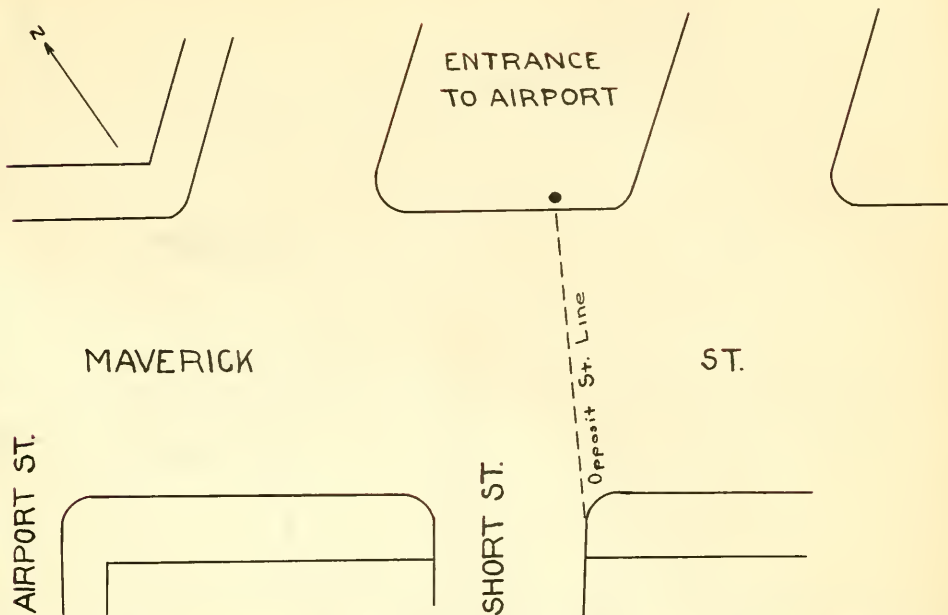 N
ENTRANCE
TO AIRPORT
MAVERICK ST.
Opposit St. Line
AIRPORT ST.
SHORT ST.